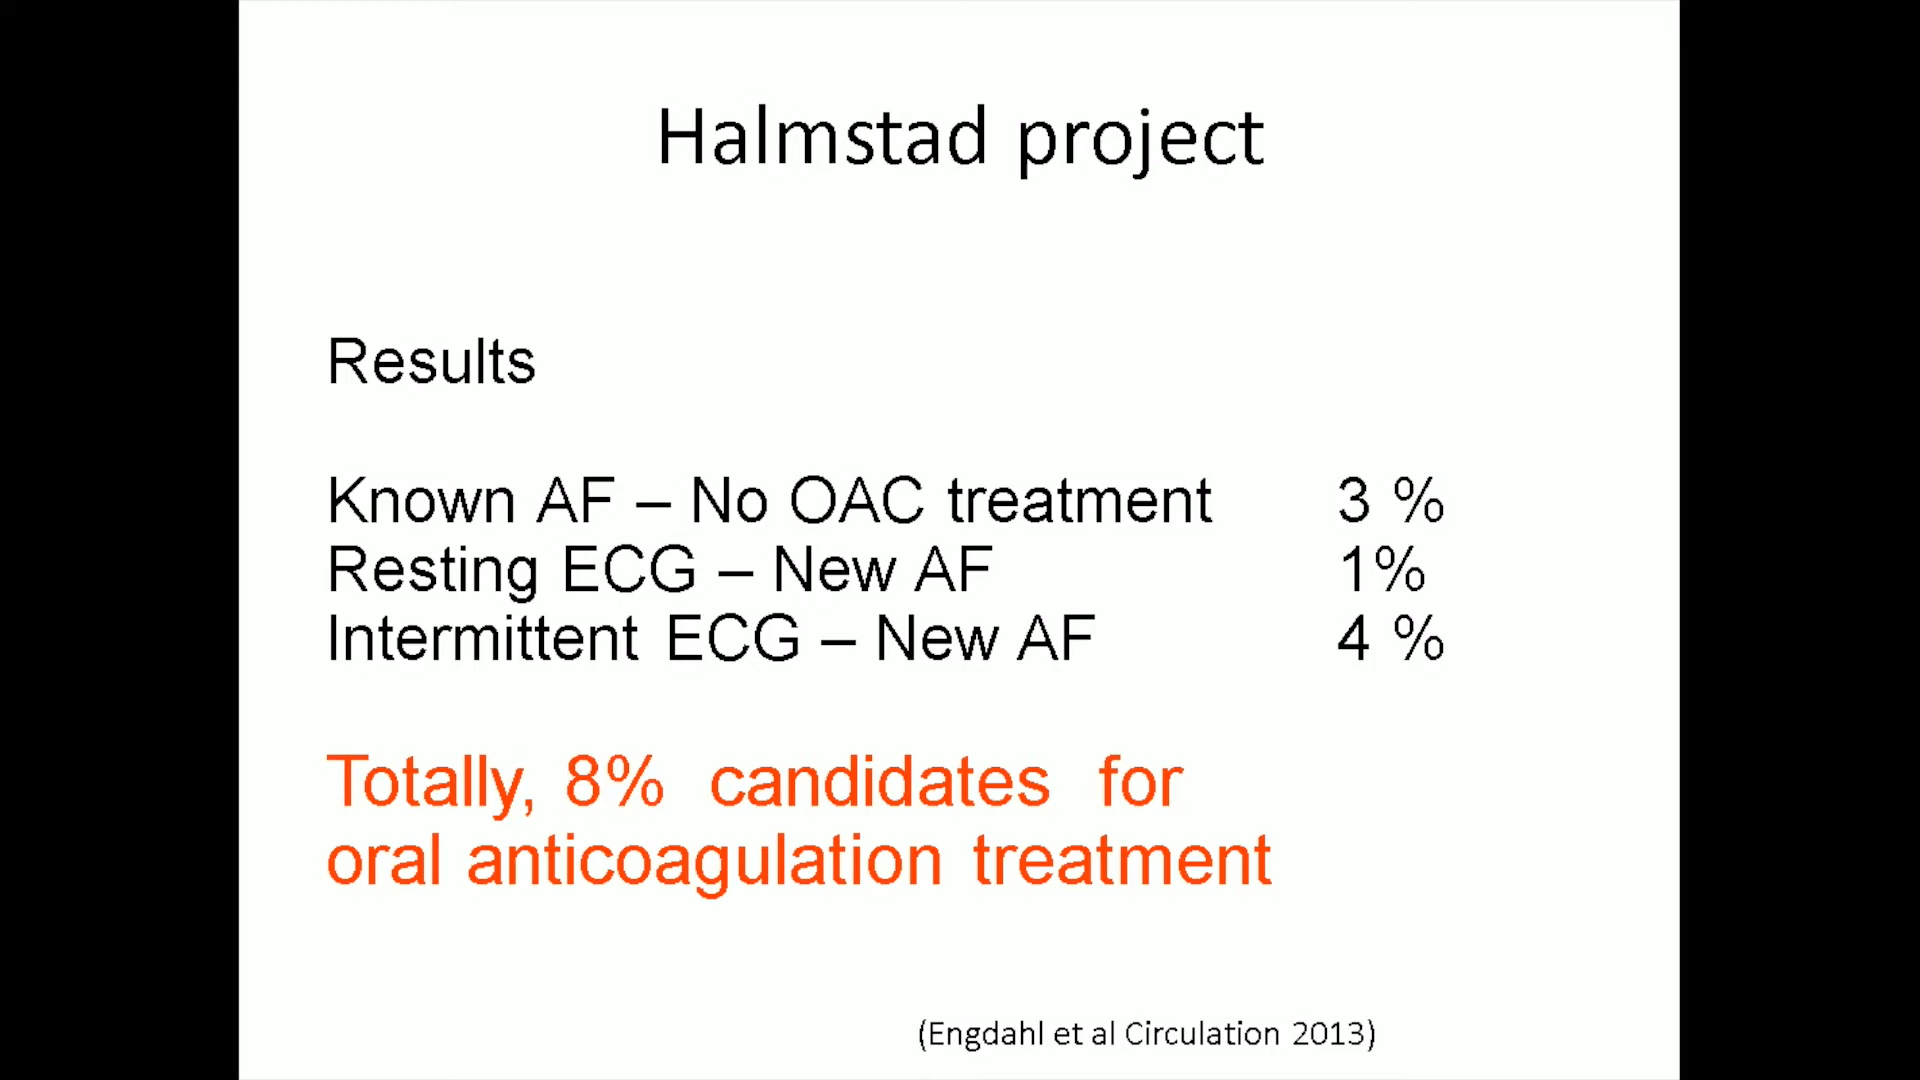 Halmstad project
Results
Known AF – No OAC treatment 3 %
Resting ECG – New AF 1%
Intermittent ECG – New AF 4 %
Totally, 8% candidates for
oral anticoagulation treatment
(Engdahl et al Circulation 2013)